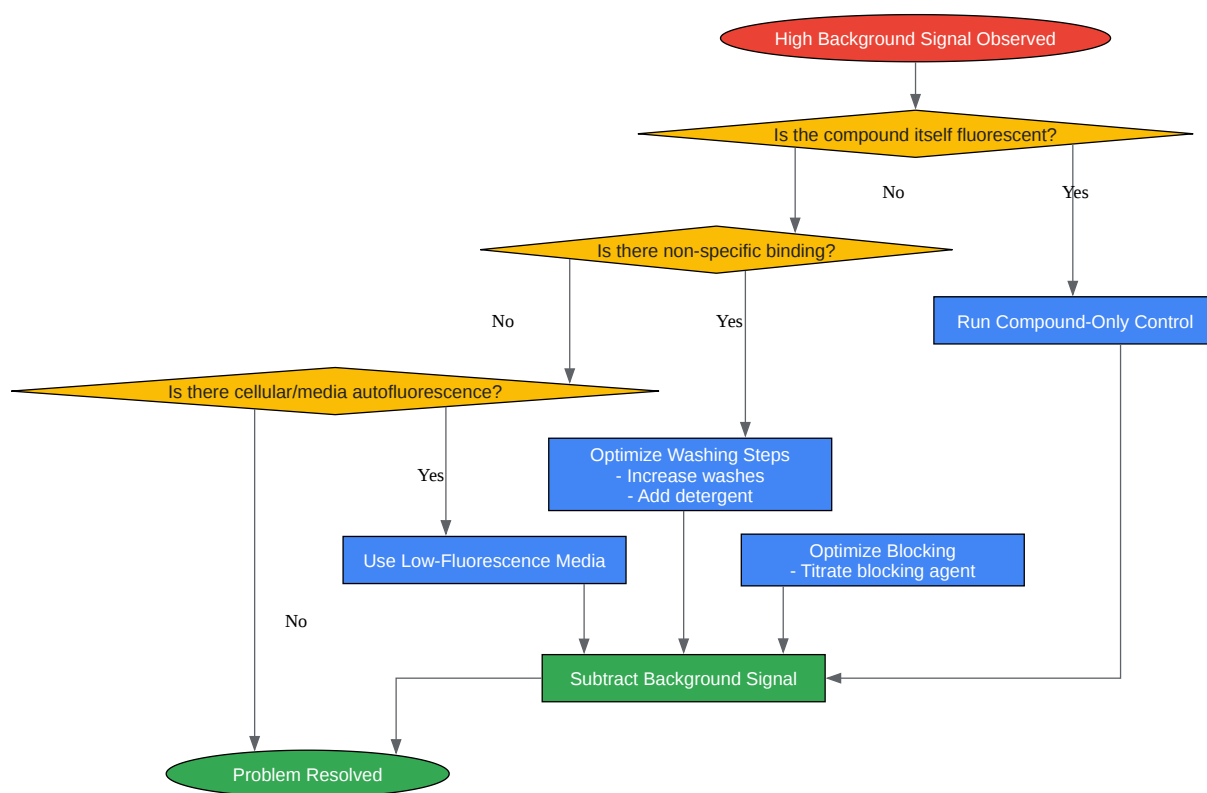 High Background Signal Observed
Is the compound itself fluorescent?
No
Yes
Is there non-specific binding?
No
Yes
Run Compound-Only Control
Is there cellular/media autofluorescence?
Yes
Optimize Washing Steps
- Increase washes
- Add detergent
Use Low-Fluorescence Media
Optimize Blocking
- Titrate blocking agent
No
Subtract Background Signal
Problem Resolved